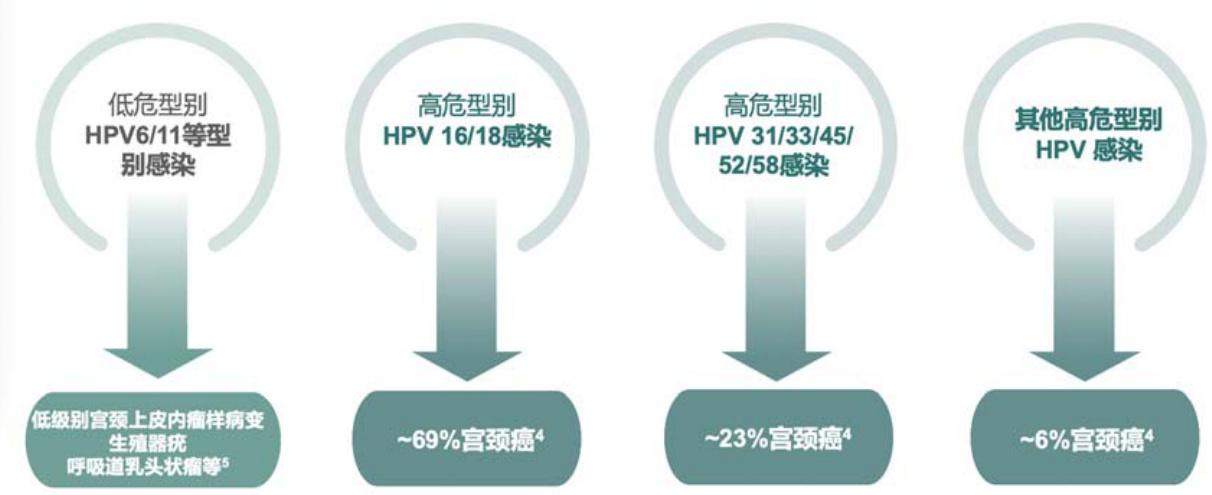 低危型别
HPV6/11等型
别感染
低级别宫颈上皮内瘤样病变
生殖器疣
呼吸道乳头状瘤等⁵
高危型别
HPV 16/18感染
~69%宫颈癌⁴
高危型别
HPV 31/33/45/
52/58感染
~23%宫颈癌⁴
其他高危型别
HPV 感染
~6%宫颈癌⁴